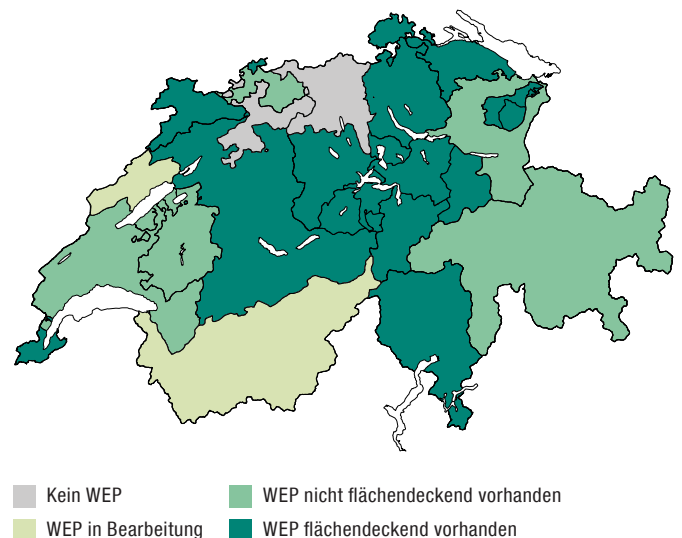 Kein WEP
WEP nicht flächendeckend vorhanden
WEP in Bearbeitung
WEP flächendeckend vorhanden